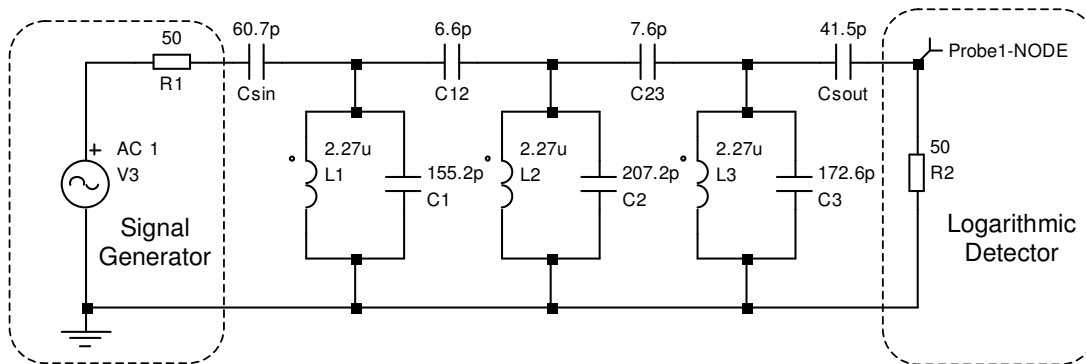 50
R1
60.7p
Csin
6.6p
C12
7.6p
C23
41.5p
Csout
Probe1-NODE
+ AC 1
V3
Signal
Generator
2.27u
L1
155.2p
C1
2.27u
L2
207.2p
C2
2.27u
L3
172.6p
C3
50
R2
Logarithmic
Detector